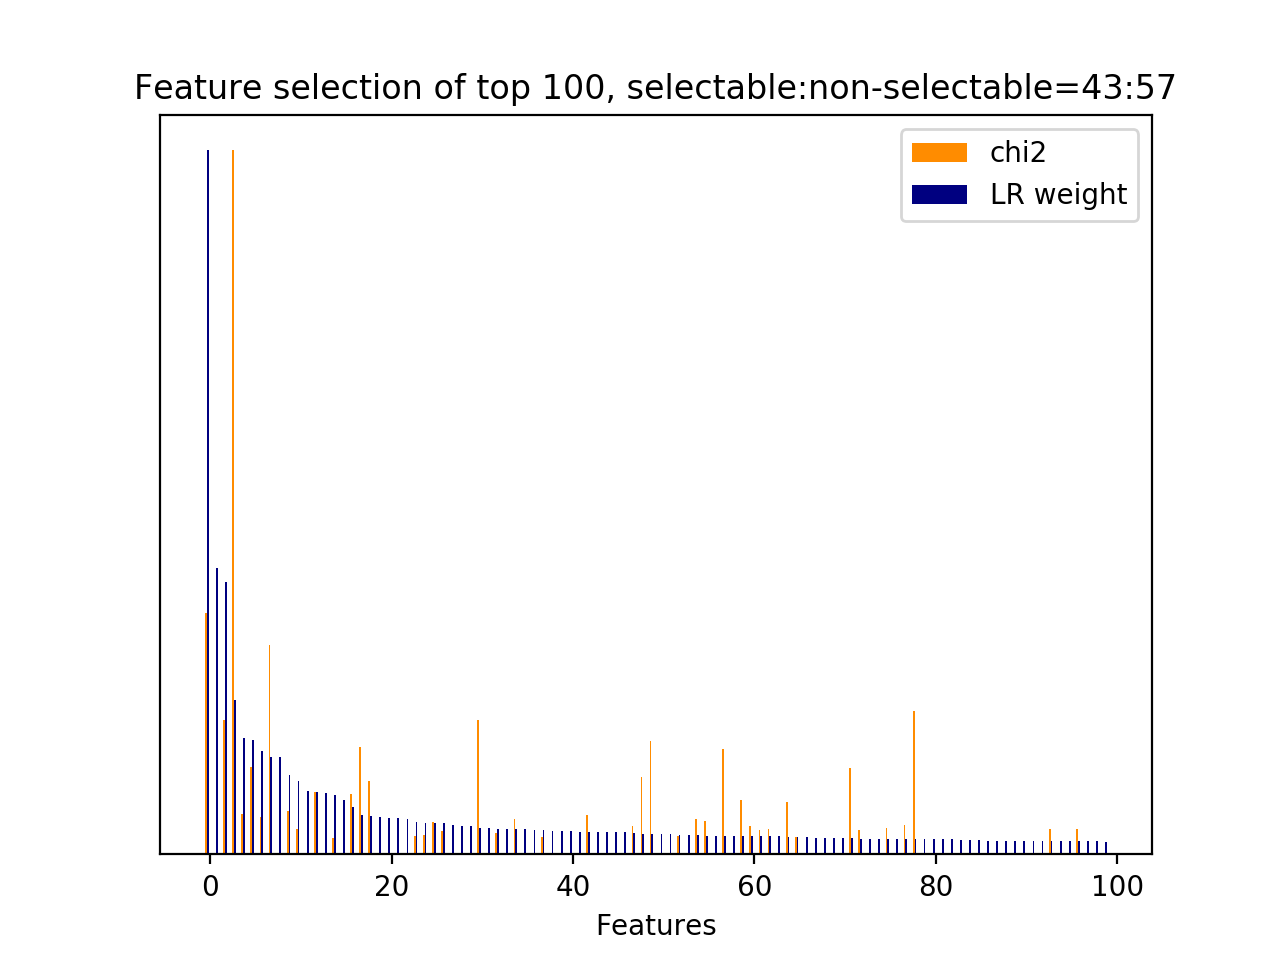 Feature selection of top 100, selectable:non-selectable=43:57
chi2
LR weight
0 20 40 60 80 100
Features